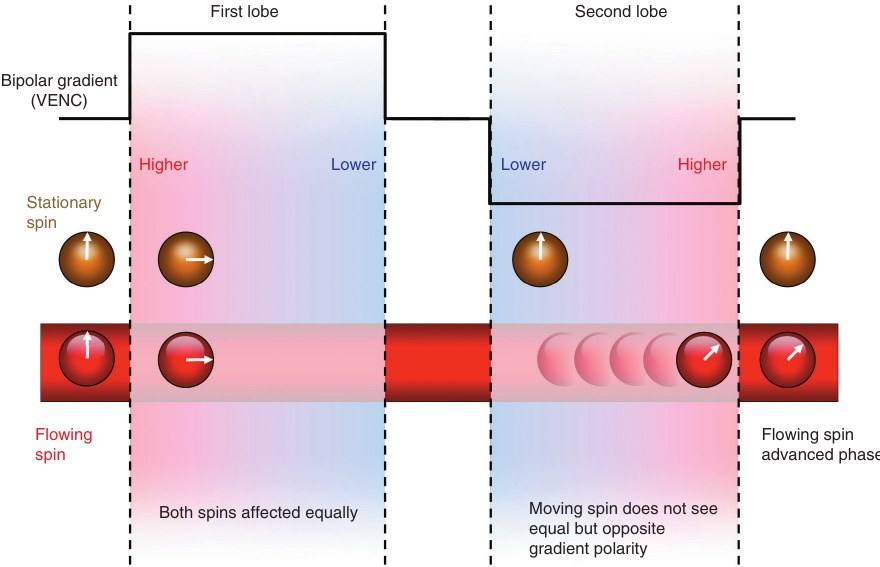 First lobe
Second lobe
Bipolar gradient
(VENC)
Higher
Lower
Lower
Higher
Stationary
spin
Flowing
spin
Flowing spin
advanced phase
Both spins affected equally
Moving spin does not see
equal but opposite
gradient polarity